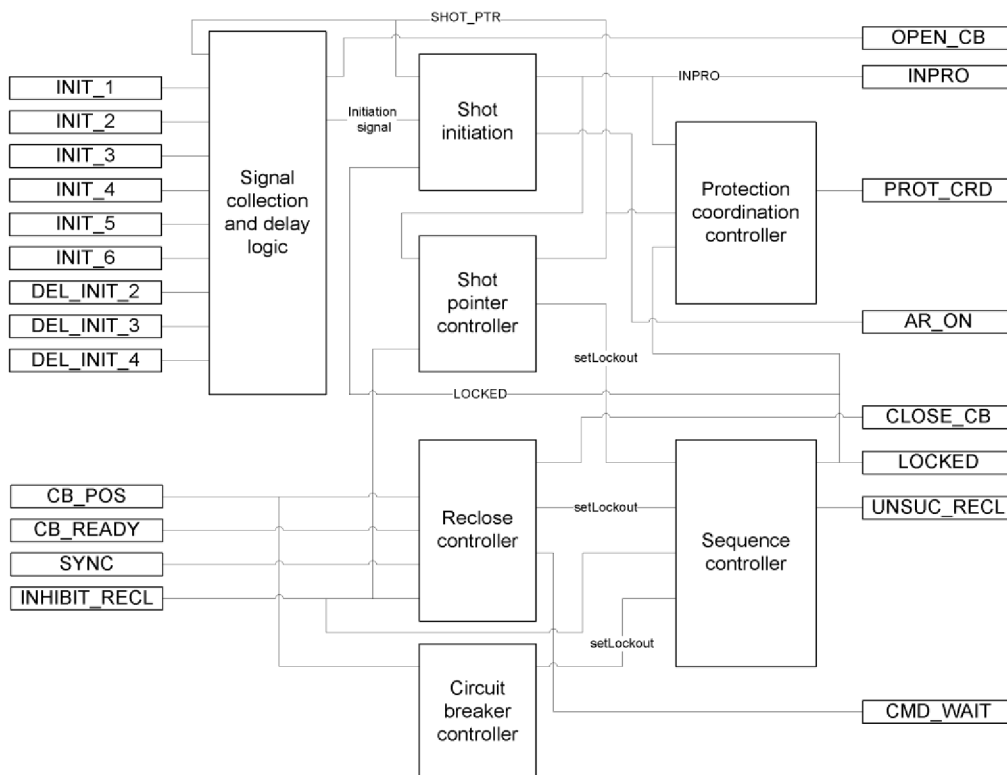 SHOT_PTR
OPEN_CB
INPRO
INPRO
INIT_1
INIT_2
INIT_3
INIT_4
INIT_5
INIT_6
DEL_INIT_2
DEL_INIT_3
DEL_INIT_4
Signal
collection
and delay
logic
Initiation
signal
Shot
initiation
Shot
pointer
controller
Protection
coordination
controller
PROT_CRD
AR_ON
setLockout
LOCKED
CLOSE_CB
LOCKED
UNSUC_RECL
CB_POS
CB_READY
SYNC
INHIBIT_RECL
Reclose
controller
setLockout
Sequence
controller
setLockout
Circuit
breaker
controller
CMD_WAIT